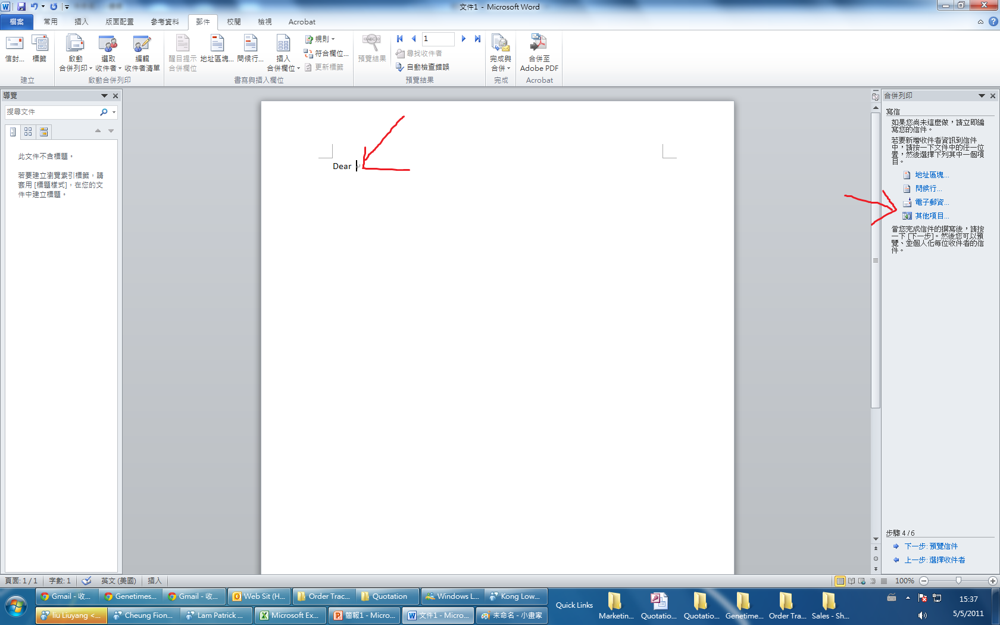 文件1 - Microsoft Word
檔案 常用 插入 版面配置 參考資料 郵件 校閱 檢視 Acrobat
信封... 標籤
建立
啟動
合併列印
選取
收件者
編輯
收件者清單
啟動合併列印
醒目提示
合併欄位
地址區塊...
問候行...
插入
合併欄位
規則
符合欄位...
更新標籤
書寫與插入欄位
預覽結果
1
尋找收件者
自動檢查錯誤
預覽結果
完成與
合併
完成
合併至
Adobe PDF
Acrobat
導覽
搜尋文件
此文件不含標題。
若要建立瀏覽索引標籤，請
套用 [標題樣式]，在您的文
件中建立標題。
Dear
合併列印
寫信
如果您尚未這麼做，請立即編
寫您的信件。
若要新增收件者資訊到信件
中，請按一下文件中的任一位
置，然後選擇下列其中一個項
目。
地址區塊...
問候行...
電子郵資...
其他項目...
當您完成信件的撰寫後，請按
一下 [下一步]。然後您可以預
覽、並個人化每位收件者的信
件。
步驟 4 / 6
下一步: 預覽信件
上一步: 選擇收件者
頁面: 1 / 1 字數: 1 英文 (美國) 插入 100%
Gmail - 收... Genetimes... Gmail - 收... Web Sit (H... Order Trac... Quotation Windows L... Kong Low...
liu Liuyang <... Cheung Fion... Lam Patrick ... Microsoft Ex... 簡報1 - Micro... 文件1 - Micro... 未命名 - 小畫家
Quick Links Marketin... Quotatio... Quotatio... Genetime... Order Tra... Sales - Sh...
15:37
5/5/2011